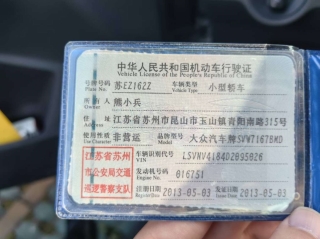 中华人民共和国机动车行驶证
Vehicle License of the People's Republic of China
号牌号码 苏EZ16ZZ 车辆类型 小型轿车
Plate No. Vehicle Type
所有人 熊小兵
Owner
住址 江苏省苏州市昆山市玉山镇青阳南路315号
Address
使用性质 非营运 品牌型号 大众汽车牌SVW7167BMD
Use Character Model
江苏省苏州 车辆识别代号 LSVNV4184D2095026
市公安局交通 VIN
巡逻警察支队 发动机号码 016751
Engine No.
注册日期 2013-05-03 发证日期 2013-05-03
Register Date Issue Date